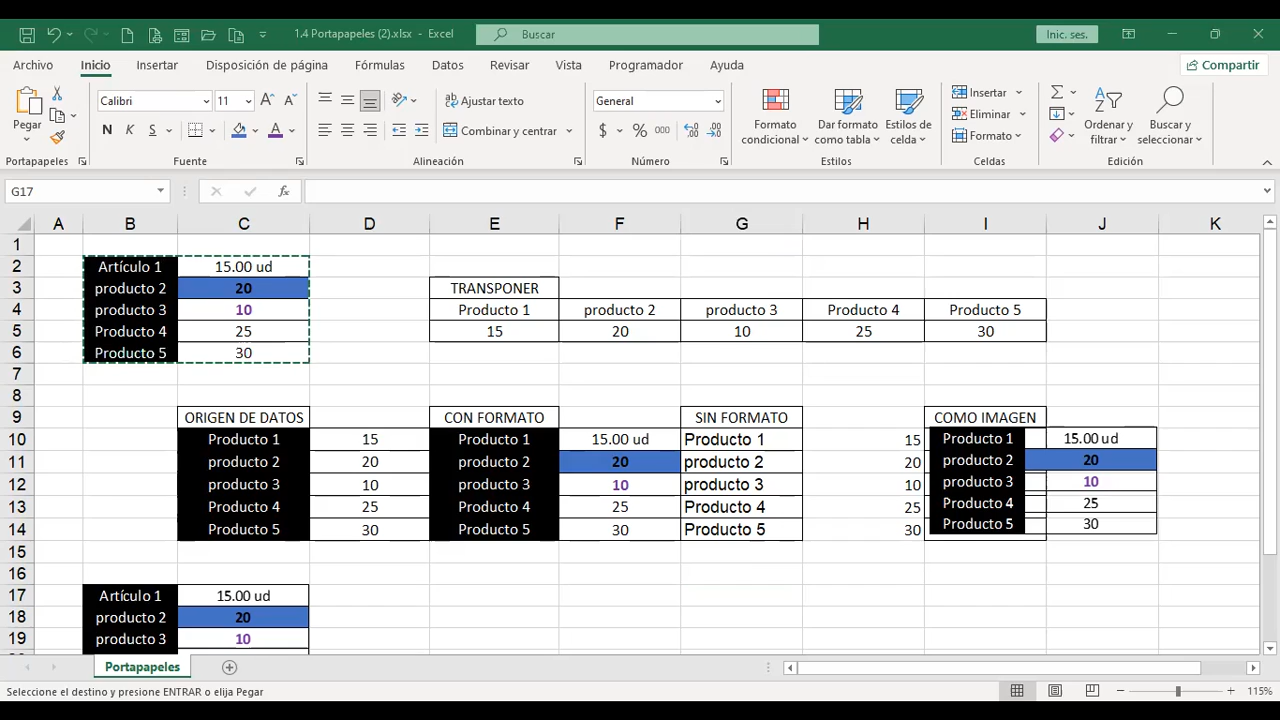 1.4 Portapapeles (2).xlsx - Excel
Buscar
Inic. ses.
Archivo Inicio Insertar Disposición de página Fórmulas Datos Revisar Vista Programador Ayuda Compartir
Pegar
Portapapeles
Calibri 11
N K S
Fuente
Ajustar texto
Combinar y centrar
Alineación
General
$ % 000
Número
Formato condicional
Dar formato como tabla
Estilos de celda
Estilos
Insertar
Eliminar
Formato
Celdas
Ordenar y filtrar
Buscar y seleccionar
Edición
G17 fx
A B C D E F G H I J K
1
2 Artículo 1 15.00 ud
3 producto 2 20 TRANSPONER
4 producto 3 10 Producto 1 producto 2 producto 3 Producto 4 Producto 5
5 Producto 4 25 15 20 10 25 30
6 Producto 5 30
7
8
9 ORIGEN DE DATOS CON FORMATO SIN FORMATO COMO IMAGEN
10 Producto 1 15 Producto 1 15.00 ud Producto 1 15 Producto 1 15.00 ud
11 producto 2 20 producto 2 20 producto 2 20 producto 2 20
12 producto 3 10 producto 3 10 producto 3 10 producto 3 10
13 Producto 4 25 Producto 4 25 Producto 4 25 Producto 4 25
14 Producto 5 30 Producto 5 30 Producto 5 30 Producto 5 30
15
16
17 Artículo 1 15.00 ud
18 producto 2 20
19 producto 3 10
Portapapeles
Seleccione el destino y presione ENTRAR o elija Pegar 115%